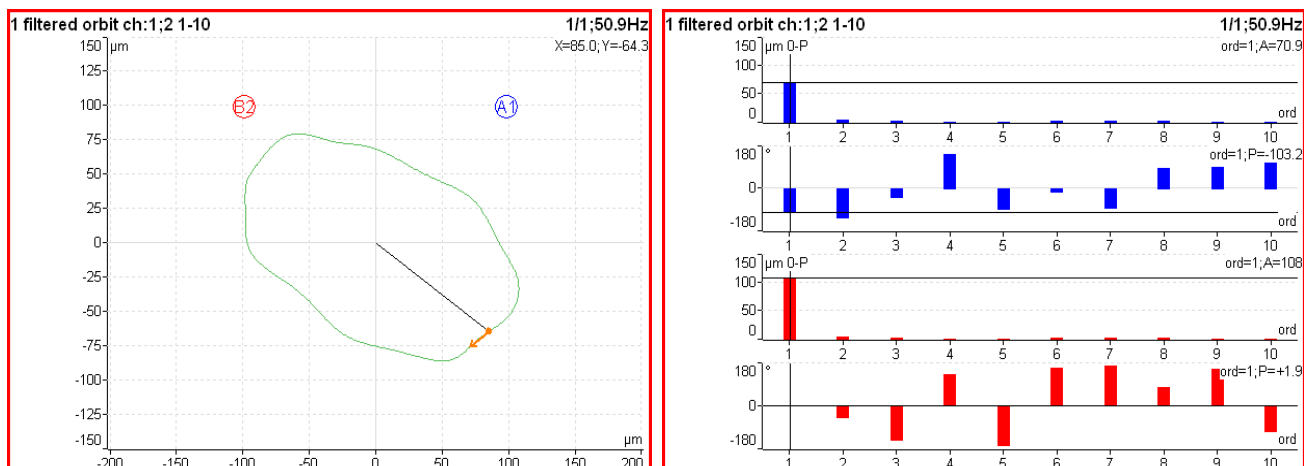 1 filtered orbit ch:1;2 1-10 1/1;50.9Hz
150 µm X=85.0;Y=-64.3
125
100 B2 A1
75
50
25
0
-25
-50
-75
-100
-125
-150 µm
-200 -150 -100 -50 0 50 100 150 200
1 filtered orbit ch:1;2 1-10 1/1;50.9Hz
150 µm 0-P ord=1;A=70.9
100
50
0 ord
1 2 3 4 5 6 7 8 9 10
180 ° ord=1;P=-103.2
0
-180 ord
1 2 3 4 5 6 7 8 9 10
150 µm 0-P ord=1;A=108
100
50
0 ord
1 2 3 4 5 6 7 8 9 10
180 ° ord=1;P=+1.9
0
-180 ord
1 2 3 4 5 6 7 8 9 10